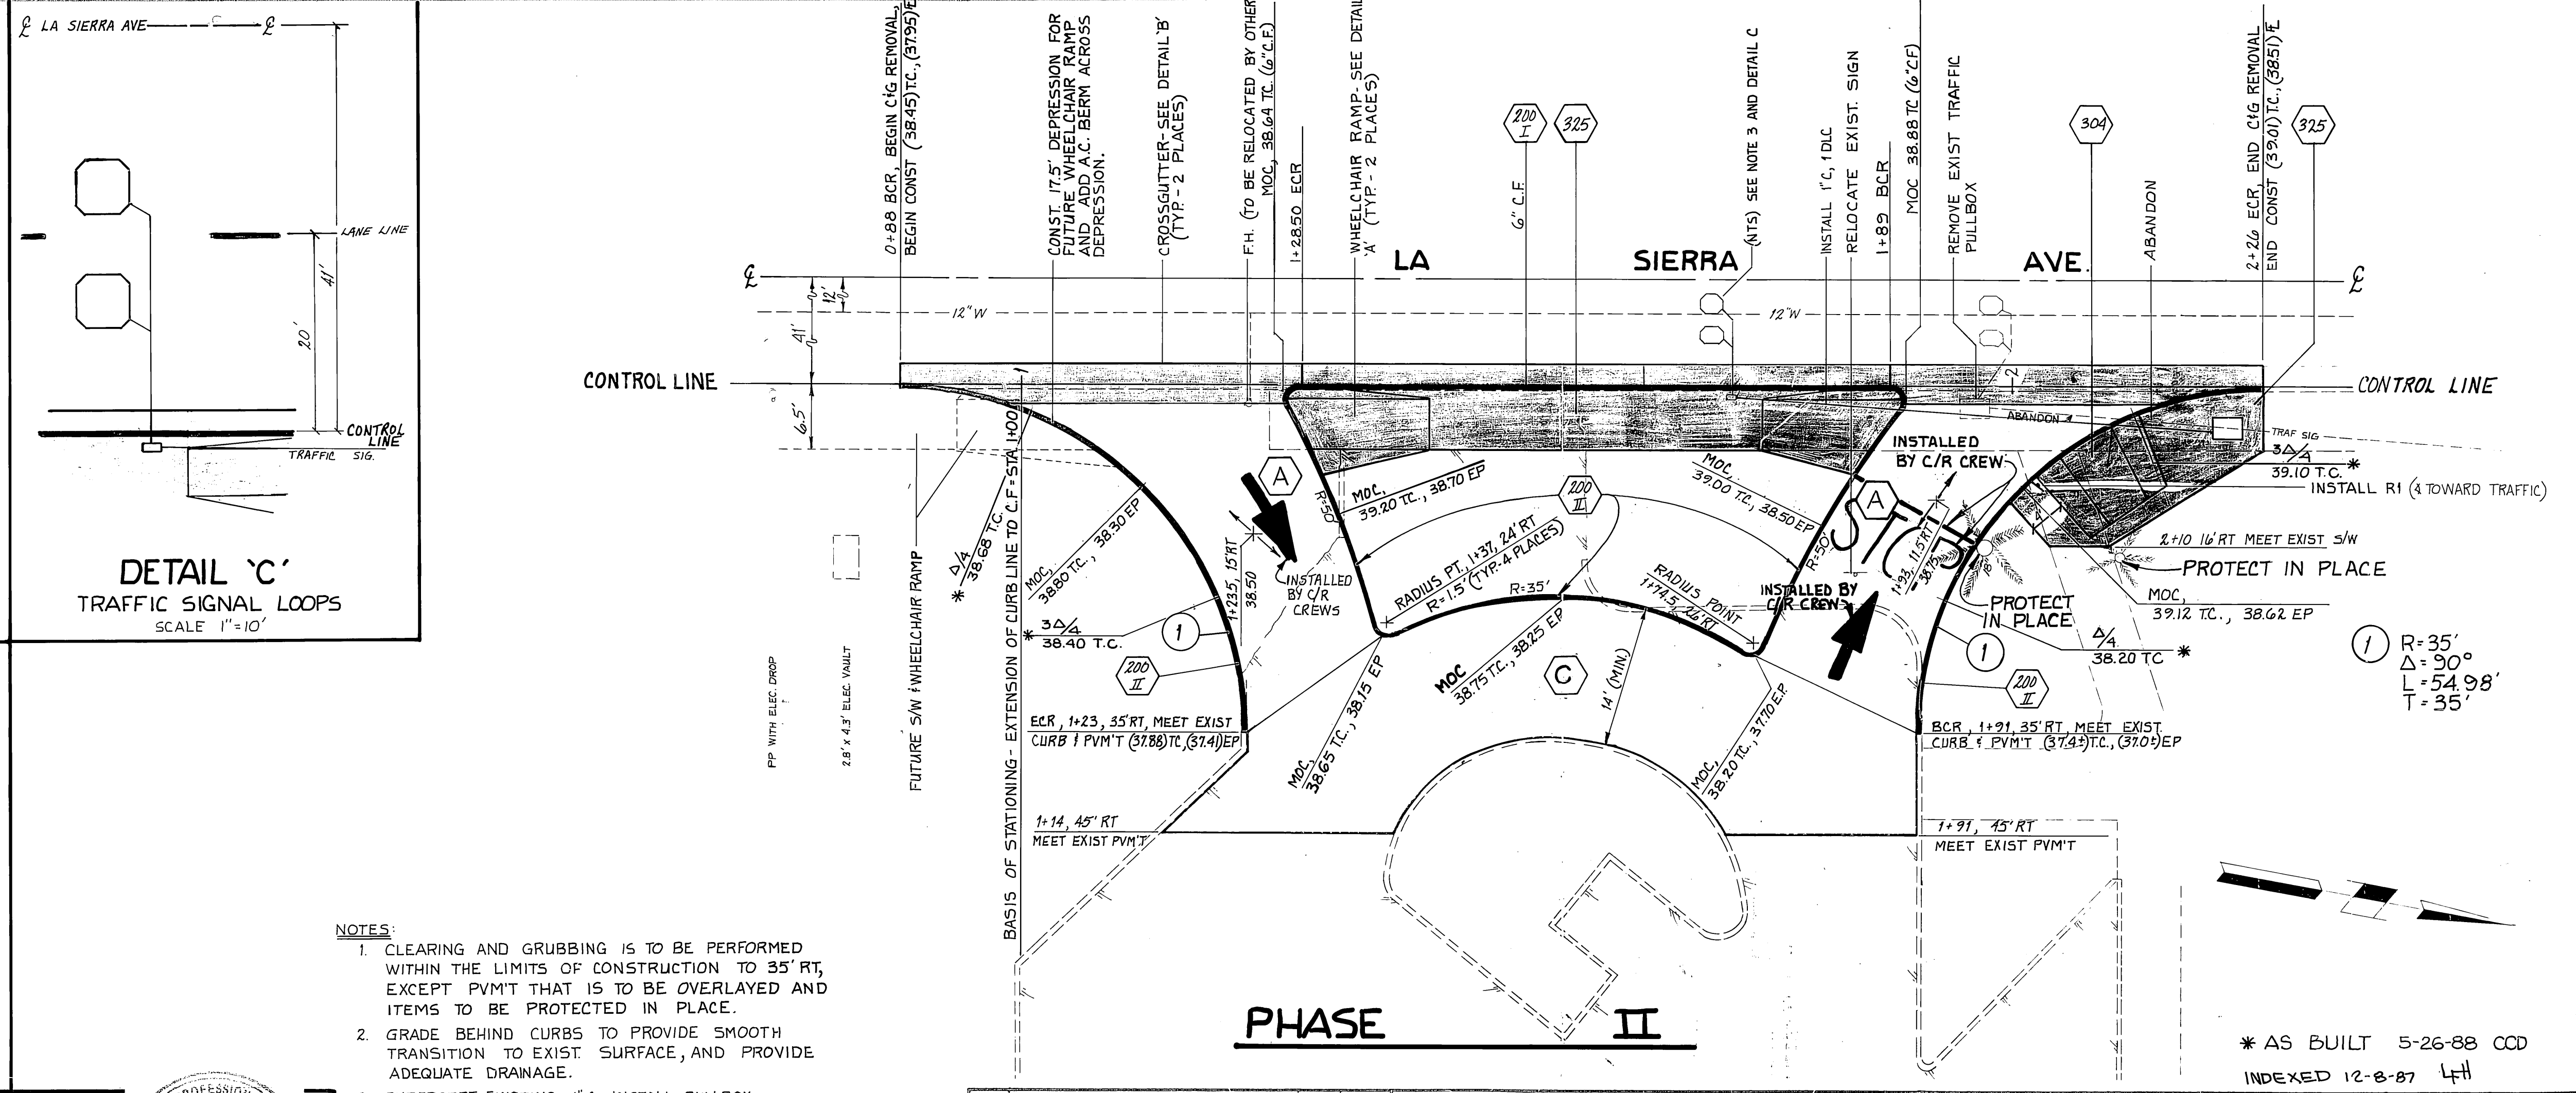 ℄ LA SIERRA AVE ℄
LANE LINE
41'
20'
CONTROL
LINE
TRAFFIC SIG.
DETAIL 'C'
TRAFFIC SIGNAL LOOPS
SCALE 1"=10'
0+88 BCR, BEGIN C&G REMOVAL,
BEGIN CONST (38.45)T.C.,(37.95)E
CONST. 17.5' DEPRESSION FOR
FUTURE WHEELCHAIR RAMP
AND ADD A.C. BERM ACROSS
DEPRESSION.
CROSSGUTTER-SEE DETAIL 'B'
(TYP. - 2 PLACES)
F.H. (TO BE RELOCATED BY OTHER
MOC, 38.64 TC. (6"C.F.)
1+28.50 ECR
WHEELCHAIR RAMP- SEE DETAIL
'A' (TYP. - 2 PLACES)
200
I
325
6" C.F.
(NTS) SEE NOTE 3 AND DETAIL C
INSTALL 1"C, 1 DLC
RELOCATE EXIST. SIGN
1+89 BCR
MOC 38.88 TC (6"CF)
REMOVE EXIST TRAFFIC
PULLBOX
304
ABANDON
2+26 ECR, END C&G REMOVAL
END CONST (39.01)T.C.,(38.51)E
325
℄ LA SIERRA AVE. ℄
12'
41'
12"W
12"W
CONTROL LINE
CONTROL LINE
6.5'
1
2
ABANDON
TRAF SIG
3Δ/4
39.10 T.C. *
INSTALL R1 (∡ TOWARD TRAFFIC)
INSTALLED
BY C/R CREW
A
A
MOC,
39.20 TC., 38.70 EP
MOC,
39.00 T.C., 38.50 EP
200
II
R=50'
R=50'
STOP
RADIUS PT., 1+37, 24' RT
R=1.5' (TYP.-4 PLACES)
R=35'
RADIUS POINT
1+74.5, 26' RT
INSTALLED BY
C/R CREW
1+93, 11.5'RT
38.75
18"
2+10 16' RT MEET EXIST S/W
PROTECT IN PLACE
PROTECT
IN PLACE
MOC,
39.12 T.C., 38.62 EP
Δ/4
38.68 T.C.
*
MOC,
38.80 TC., 38.30 EP
1+23.5, 15'RT
38.50
INSTALLED
BY C/R
CREWS
* 3Δ/4
38.40 T.C.
1
200
II
MOC
38.75 T.C., 38.25 EP
C
14' (MIN.)
MOC,
38.65 T.C., 38.15 EP
MOC,
38.20 T.C., 37.70 E.P.
1
Δ/4
38.20 TC *
200
II
1 R=35'
Δ=90°
L=54.98'
T=35'
ECR, 1+23, 35'RT, MEET EXIST
CURB & PVM'T (37.88)TC,(37.41)EP
BCR, 1+91, 35'RT, MEET EXIST.
CURB & PVM'T (37.4±)T.C., (37.0±)EP
1+14, 45' RT
MEET EXIST PVM'T
1+91, 45'RT
MEET EXIST PVM'T
PP WITH ELEC. DROP
2.8' x 4.3' ELEC. VAULT
FUTURE S/W & WHEELCHAIR RAMP
BASIS OF STATIONING - EXTENSION OF CURB LINE TO C.F. = STA 1+00
NOTES:
1. CLEARING AND GRUBBING IS TO BE PERFORMED
WITHIN THE LIMITS OF CONSTRUCTION TO 35' RT,
EXCEPT PVM'T THAT IS TO BE OVERLAYED AND
ITEMS TO BE PROTECTED IN PLACE.
2. GRADE BEHIND CURBS TO PROVIDE SMOOTH
TRANSITION TO EXIST. SURFACE, AND PROVIDE
ADEQUATE DRAINAGE.
PHASE II
* AS BUILT 5-26-88 CCD
INDEXED 12-8-87 LFH